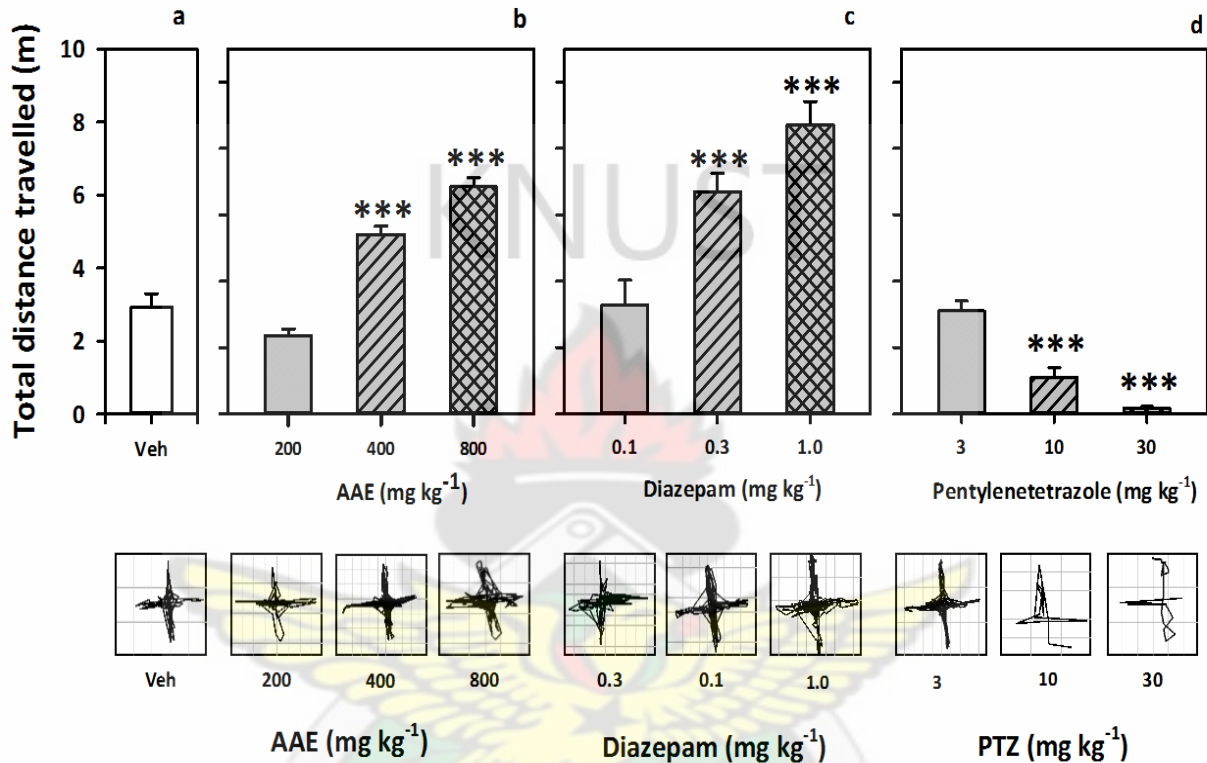 a b c d
Total distance travelled (m)
10
8
6
4
2
0
***
***
***
***
***
***
KNUST
Veh 200 400 800 0.1 0.3 1.0 3 10 30
AAE (mg kg-1) Diazepam (mg kg-1) Pentylenetetrazole (mg kg-1)
Veh 200 400 800 0.3 0.1 1.0 3 10 30
AAE (mg kg-1) Diazepam (mg kg-1) PTZ (mg kg-1)